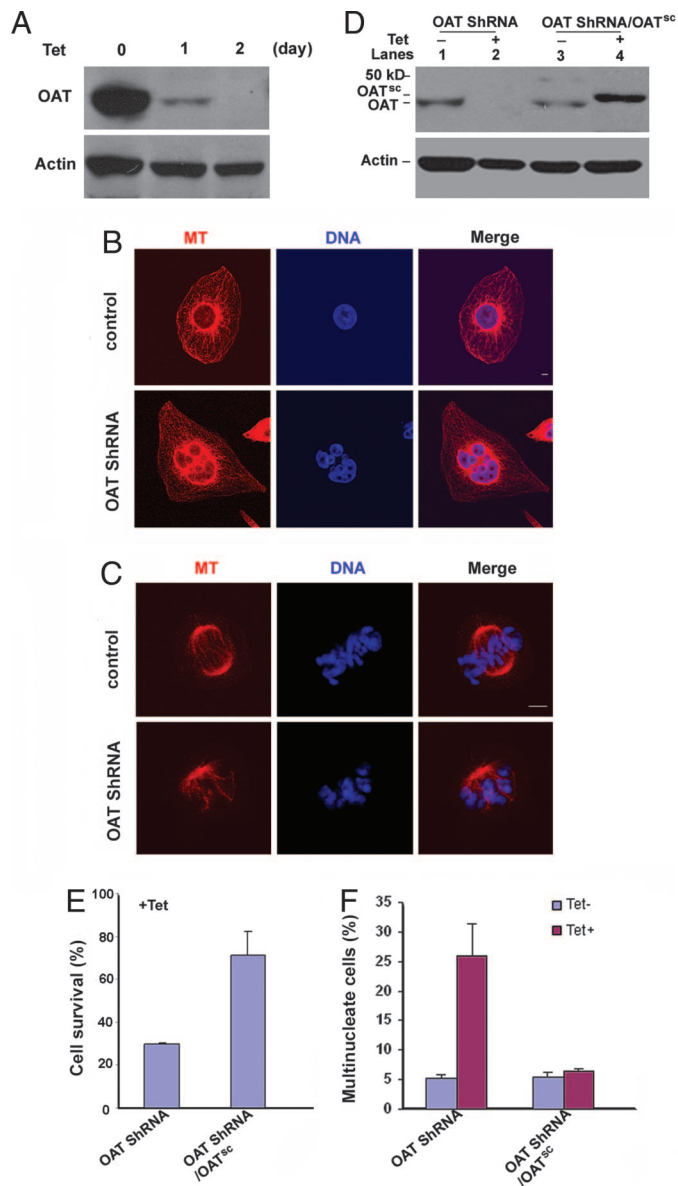 A
Tet 0 1 2 (day)
OAT
Actin
D
OAT ShRNA OAT ShRNA/OATsc
Tet – + – +
Lanes 1 2 3 4
50 kD –
OATsc –
OAT –
Actin –
B
MT DNA Merge
control
OAT ShRNA
C
MT DNA Merge
control
OAT ShRNA
E
+Tet
Cell survival (%)
100
80
60
40
20
0
OAT ShRNA
OAT ShRNA
/OATsc
F
Tet-
Tet+
Multinucleate cells (%)
35
30
25
20
15
10
5
0
OAT ShRNA
OAT ShRNA
/OATsc